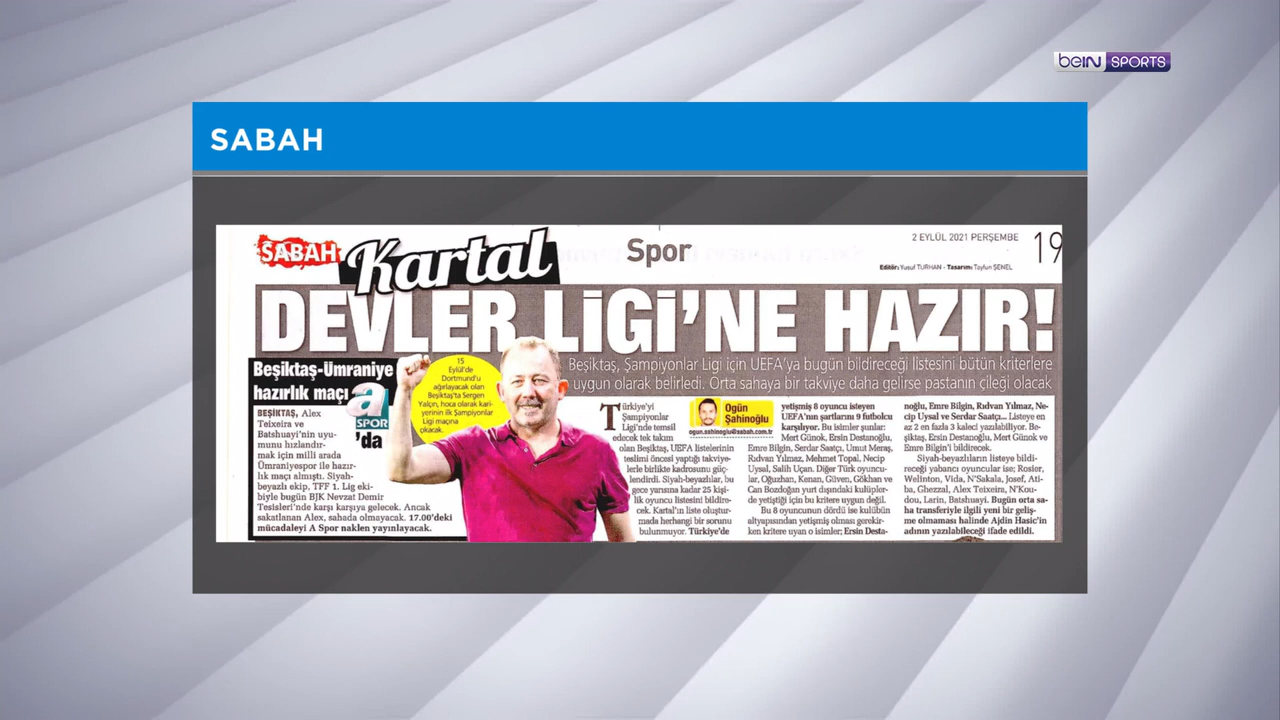 beIN SPORTS
SABAH
SABAH Kartal Spor
2 EYLÜL 2021 PERŞEMBE 19
Editör: Yusuf TURHAN - Tasarım: Tayfun ŞENEL
DEVLER LiGi'NE HAZIR!
Beşiktaş, Şampiyonlar Ligi için UEFA'ya bugün bildireceği listesini bütün kriterlere
uygun olarak belirledi. Orta sahaya bir takviye daha gelirse pastanın çileği olacak
Beşiktaş-Ümraniye
hazırlık maçı
a
SPOR
'da
BEŞİKTAŞ, Alex
Teixeira ve
Batshuayi'nin uyu-
munu hızlandır-
mak için milli arada
Ümraniyespor ile hazır-
lık maçı almıştı. Siyah-
beyazlı ekip, TFF 1. Lig eki-
biyle bugün BJK Nevzat Demir
Tesisleri'nde karşı karşıya gelecek. Ancak
sakatlanan Alex, sahada olmayacak. 17.00'deki
mücadeleyi A Spor naklen yayınlayacak.
15
Eylül'de
Dortmund'u
ağırlayacak olan
Beşiktaş'ta Sergen
Yalçın, hoca olarak kari-
yerinin ilk Şampiyonlar
Ligi maçına
çıkacak.
Türkiye'yi
Şampiyonlar
Ligi'nde temsil
edecek tek takım
olan Beşiktaş, UEFA listelerinin
teslimi öncesi yaptığı takviye-
lerle birlikte kadrosunu güç-
lendirdi. Siyah-beyazlılar, bu
gece yarısına kadar 25 kişi-
lik oyuncu listesini bildire-
cek. Kartal'ın liste oluştur-
mada herhangi bir sorunu
bulunmuyor. Türkiye'de
Ogün
Şahinoğlu
ogun.sahinoglu@sabah.com.tr
yetişmiş 8 oyuncu isteyen
UEFA'nın şartlarını 9 futbolcu
karşılıyor. Bu isimler şunlar:
Mert Günok, Ersin Destanoğlu,
Emre Bilgin, Serdar Saatçı, Umut Meraş,
Rıdvan Yılmaz, Mehmet Topal, Necip
Uysal, Salih Uçan. Diğer Türk oyuncu-
lar, Oğuzhan, Kenan, Güven, Gökhan ve
Can Bozdoğan yurt dışındaki kulüpler-
de yetiştiği için bu kritere uygun değil.
Bu 8 oyuncunun dördü ise kulübün
altyapısından yetişmiş olması gerekir-
ken kritere uyan o isimler; Ersin Desta-
noğlu, Emre Bilgin, Rıdvan Yılmaz, Ne-
cip Uysal ve Serdar Saatçı... Listeye en
az 2 en fazla 3 kaleci yazılabiliyor. Be-
şiktaş, Ersin Destanoğlu, Mert Günok ve
Emre Bilgin'i bildirecek.
Siyah-beyazlıların listeye bildi-
receği yabancı oyuncular ise; Rosier,
Welinton, Vida, N'Sakala, Josef, Ati-
ba, Ghezzal, Alex Teixeira, N'Kou-
dou, Larin, Batshuayi. Bugün orta sa-
ha transferiyle ilgili yeni bir geliş-
me olmaması halinde Ajdin Hasic'in
adının yazılabileceği ifade edildi.